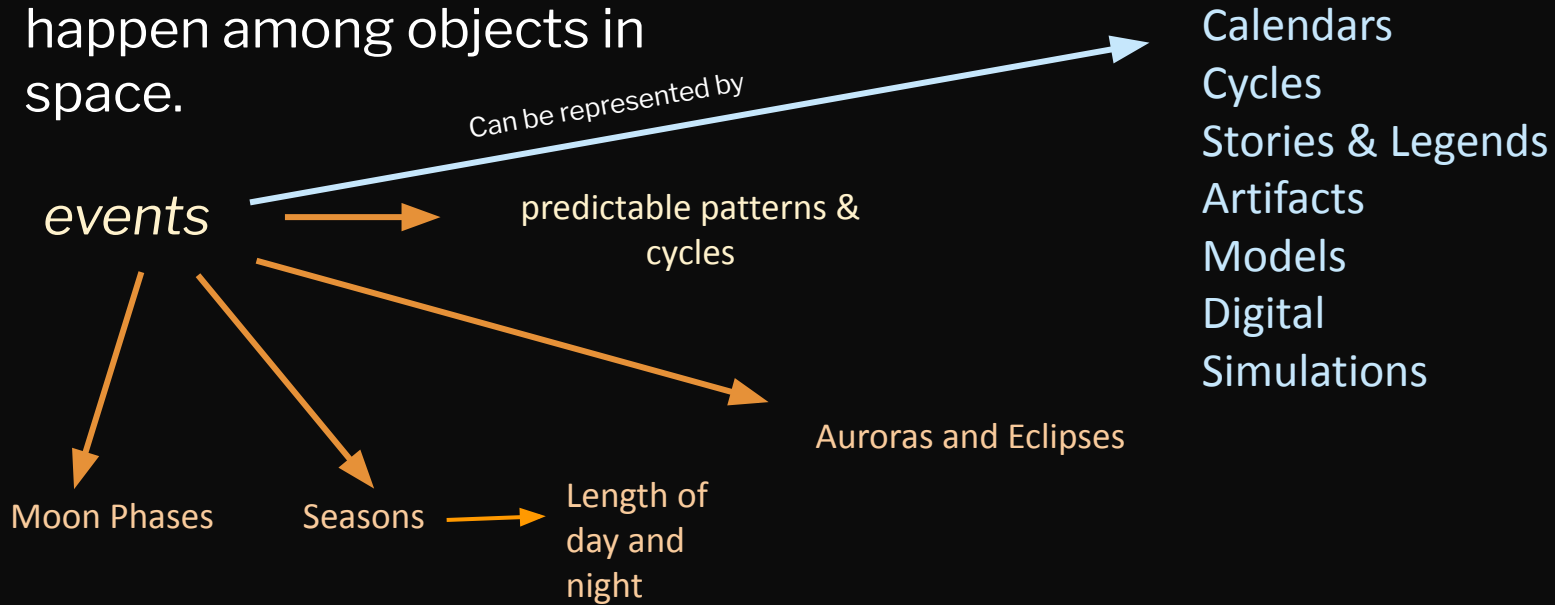 happen among objects in
space.
Can be represented by
Calendars
Cycles
Stories & Legends
Artifacts
Models
Digital
Simulations
events
predictable patterns &
cycles
Auroras and Eclipses
Moon Phases
Seasons
Length of
day and
night